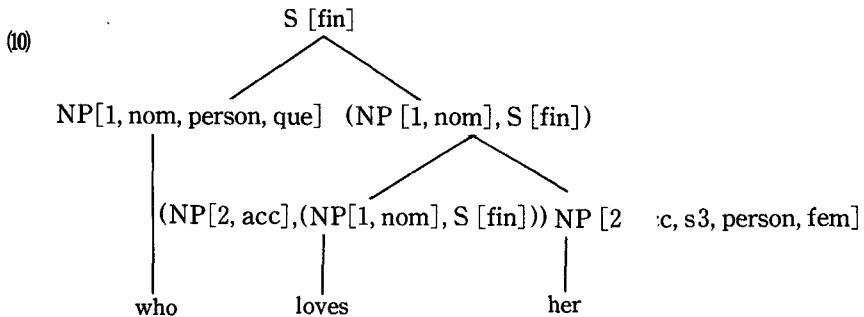 S [fin]
(10)
NP[1, nom, person, que] (NP [1, nom], S [fin])
(NP[2, acc],(NP[1, nom], S [fin])) NP [2 c, s3, person, fem]
who loves her